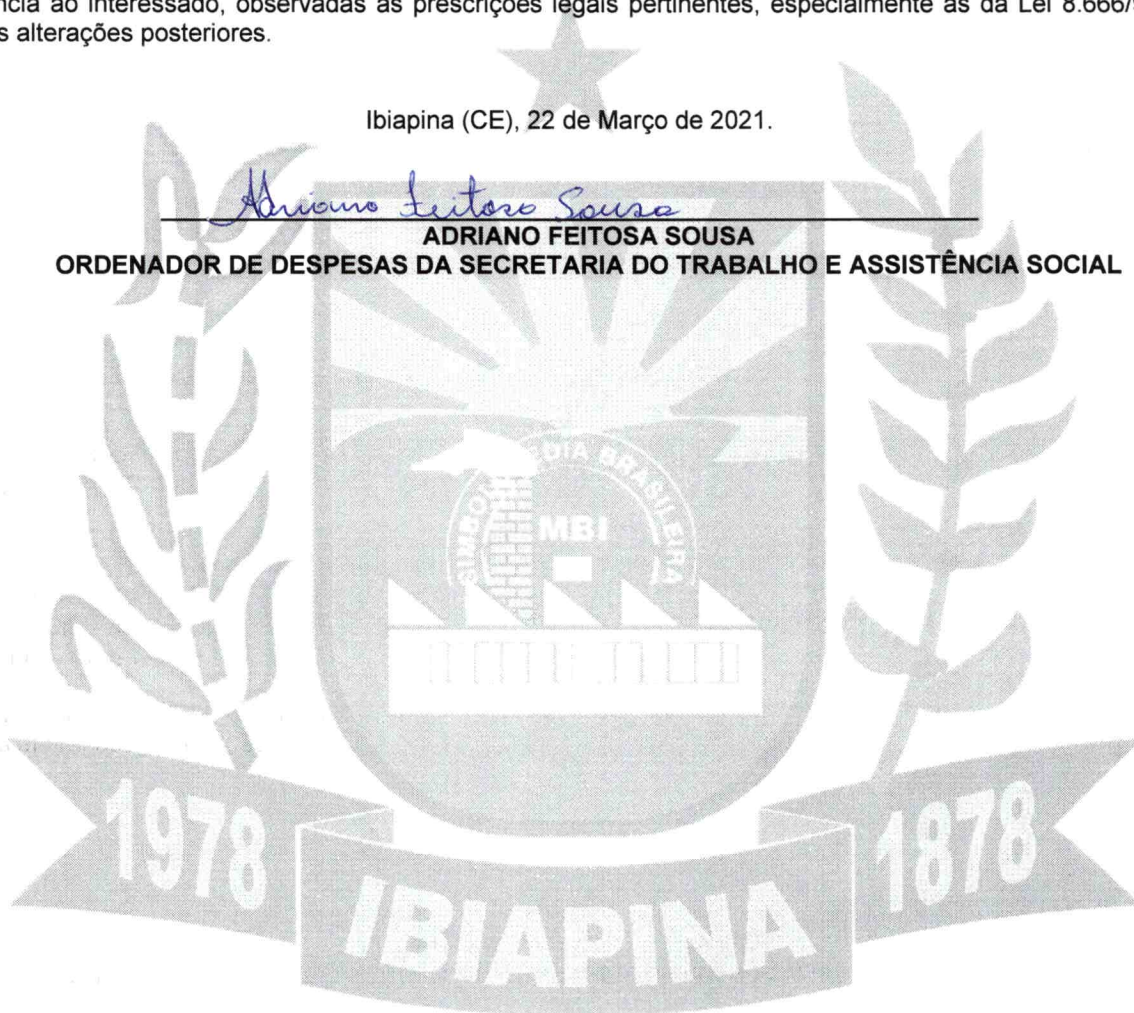 ao interessado, observadas as prescrições legais pertinentes, especialmente as da Lei 8.666/
alterações posteriores.
Ibiapina (CE), 22 de Março de 2021.
Adriano Feitosa Sousa
ADRIANO FEITOSA SOUSA
ORDENADOR DE DESPESAS DA SECRETARIA DO TRABALHO E ASSISTÊNCIA SOCIAL
DIA BRASILEIRA
MBI
1978
1878
IBIAPINA